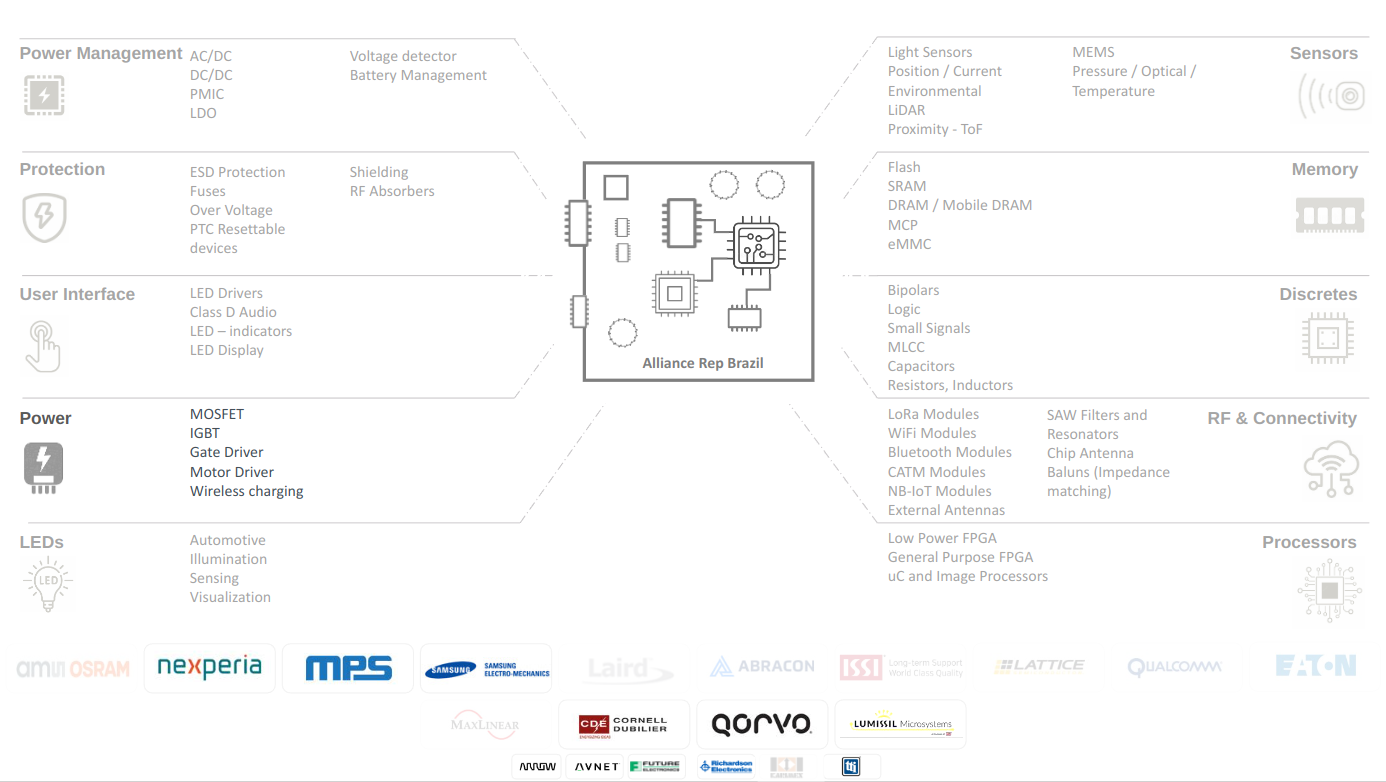 Power Management
AC/DC
DC/DC
PMIC
LDO
Voltage detector
Battery Management
Protection
ESD Protection
Fuses
Over Voltage
PTC Resettable
devices
Shielding
RF Absorbers
User Interface
LED Drivers
Class D Audio
LED – indicators
LED Display
Power
MOSFET
IGBT
Gate Driver
Motor Driver
Wireless charging
LEDs
LED
Automotive
Illumination
Sensing
Visualization
Alliance Rep Brazil
Light Sensors
Position / Current
Environmental
LiDAR
Proximity - ToF
MEMS
Pressure / Optical /
Temperature
Sensors
Flash
SRAM
DRAM / Mobile DRAM
MCP
eMMC
Memory
Bipolars
Logic
Small Signals
MLCC
Capacitors
Resistors, Inductors
Discretes
LoRa Modules
WiFi Modules
Bluetooth Modules
CATM Modules
NB-IoT Modules
External Antennas
SAW Filters and
Resonators
Chip Antenna
Baluns (Impedance
matching)
RF & Connectivity
Low Power FPGA
General Purpose FPGA
uC and Image Processors
Processors
amu OSRAM
nexperia
mps
SAMSUNG
SAMSUNG
ELECTRO-MECHANICS
Laird
ABRACON
ISSI
Long-term Support
World Class Quality
LATTICE
QUALCOMM
EATON
MAXLINEAR
CDE
CORNELL
DUBILIER
QORVO
LUMISSIL Microsystems
ARROW
AVNET
FUTURE
ELECTRONICS
Richardson
Electronics
tti